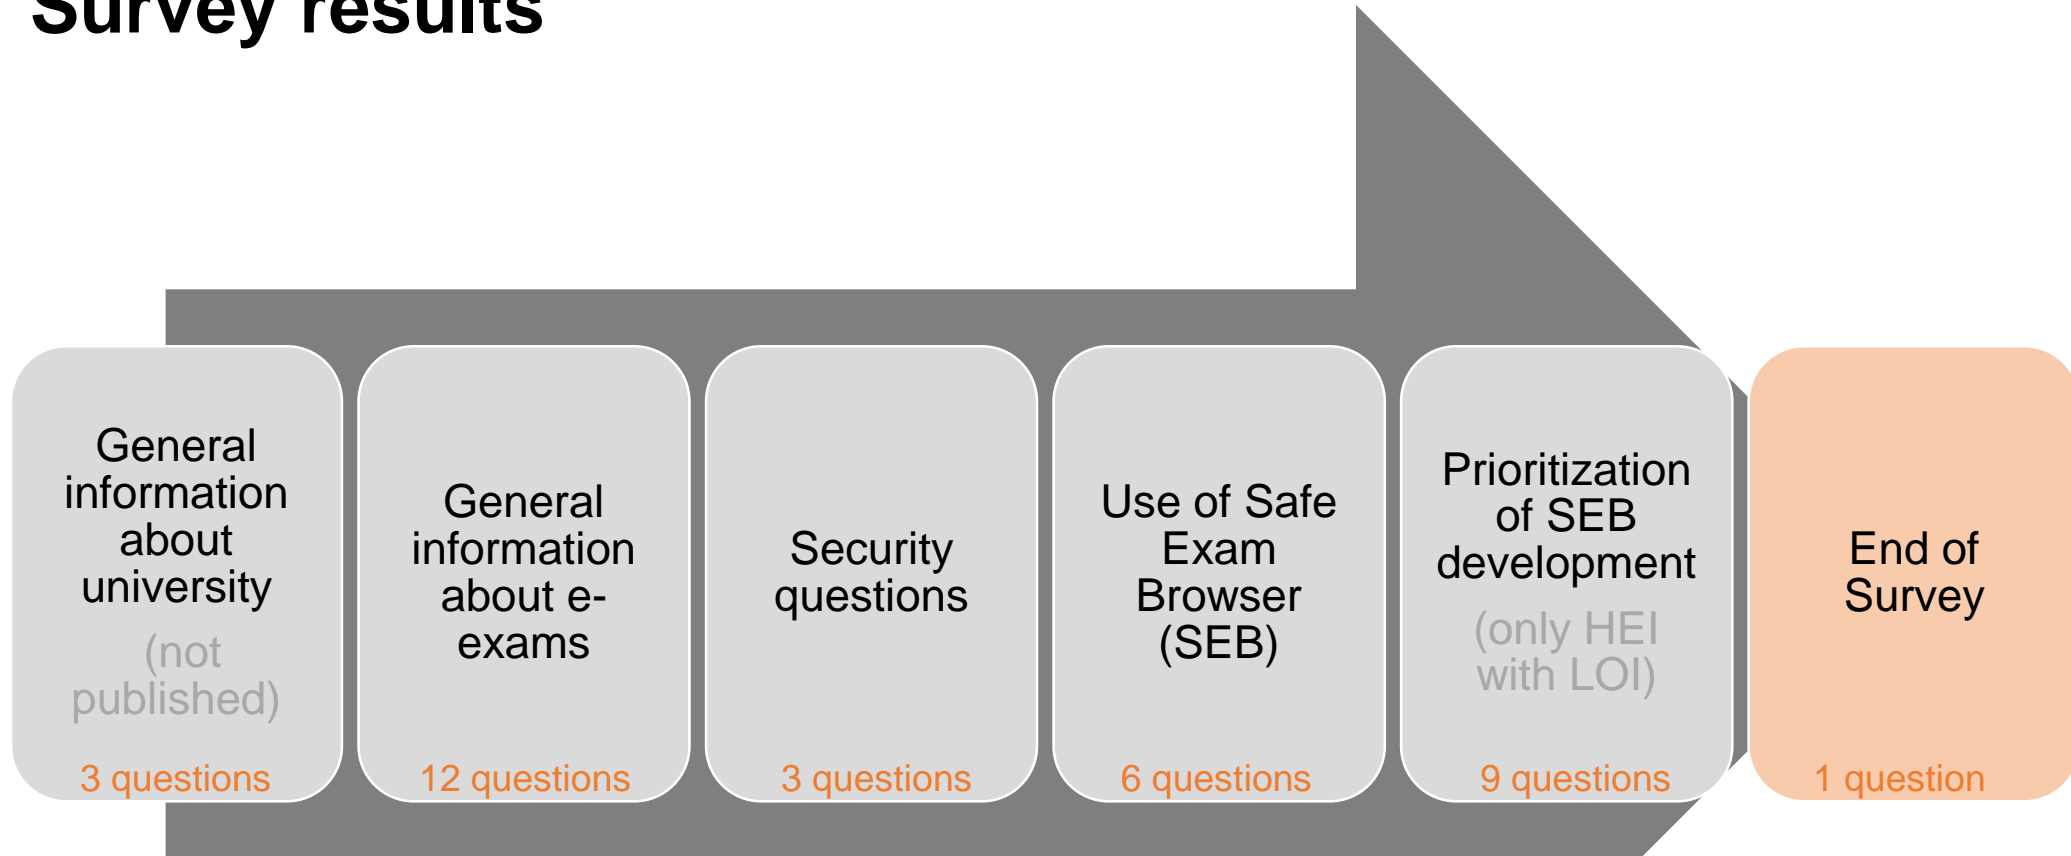 Survey results
General
information
about
university
(not
published)
3 questions
General
information
about e-
exams
12 questions
Security
questions
3 questions
Use of Safe
Exam
Browser
(SEB)
6 questions
Prioritization
of SEB
development
(only HEI
with LOI)
9 questions
End of
Survey
1 question